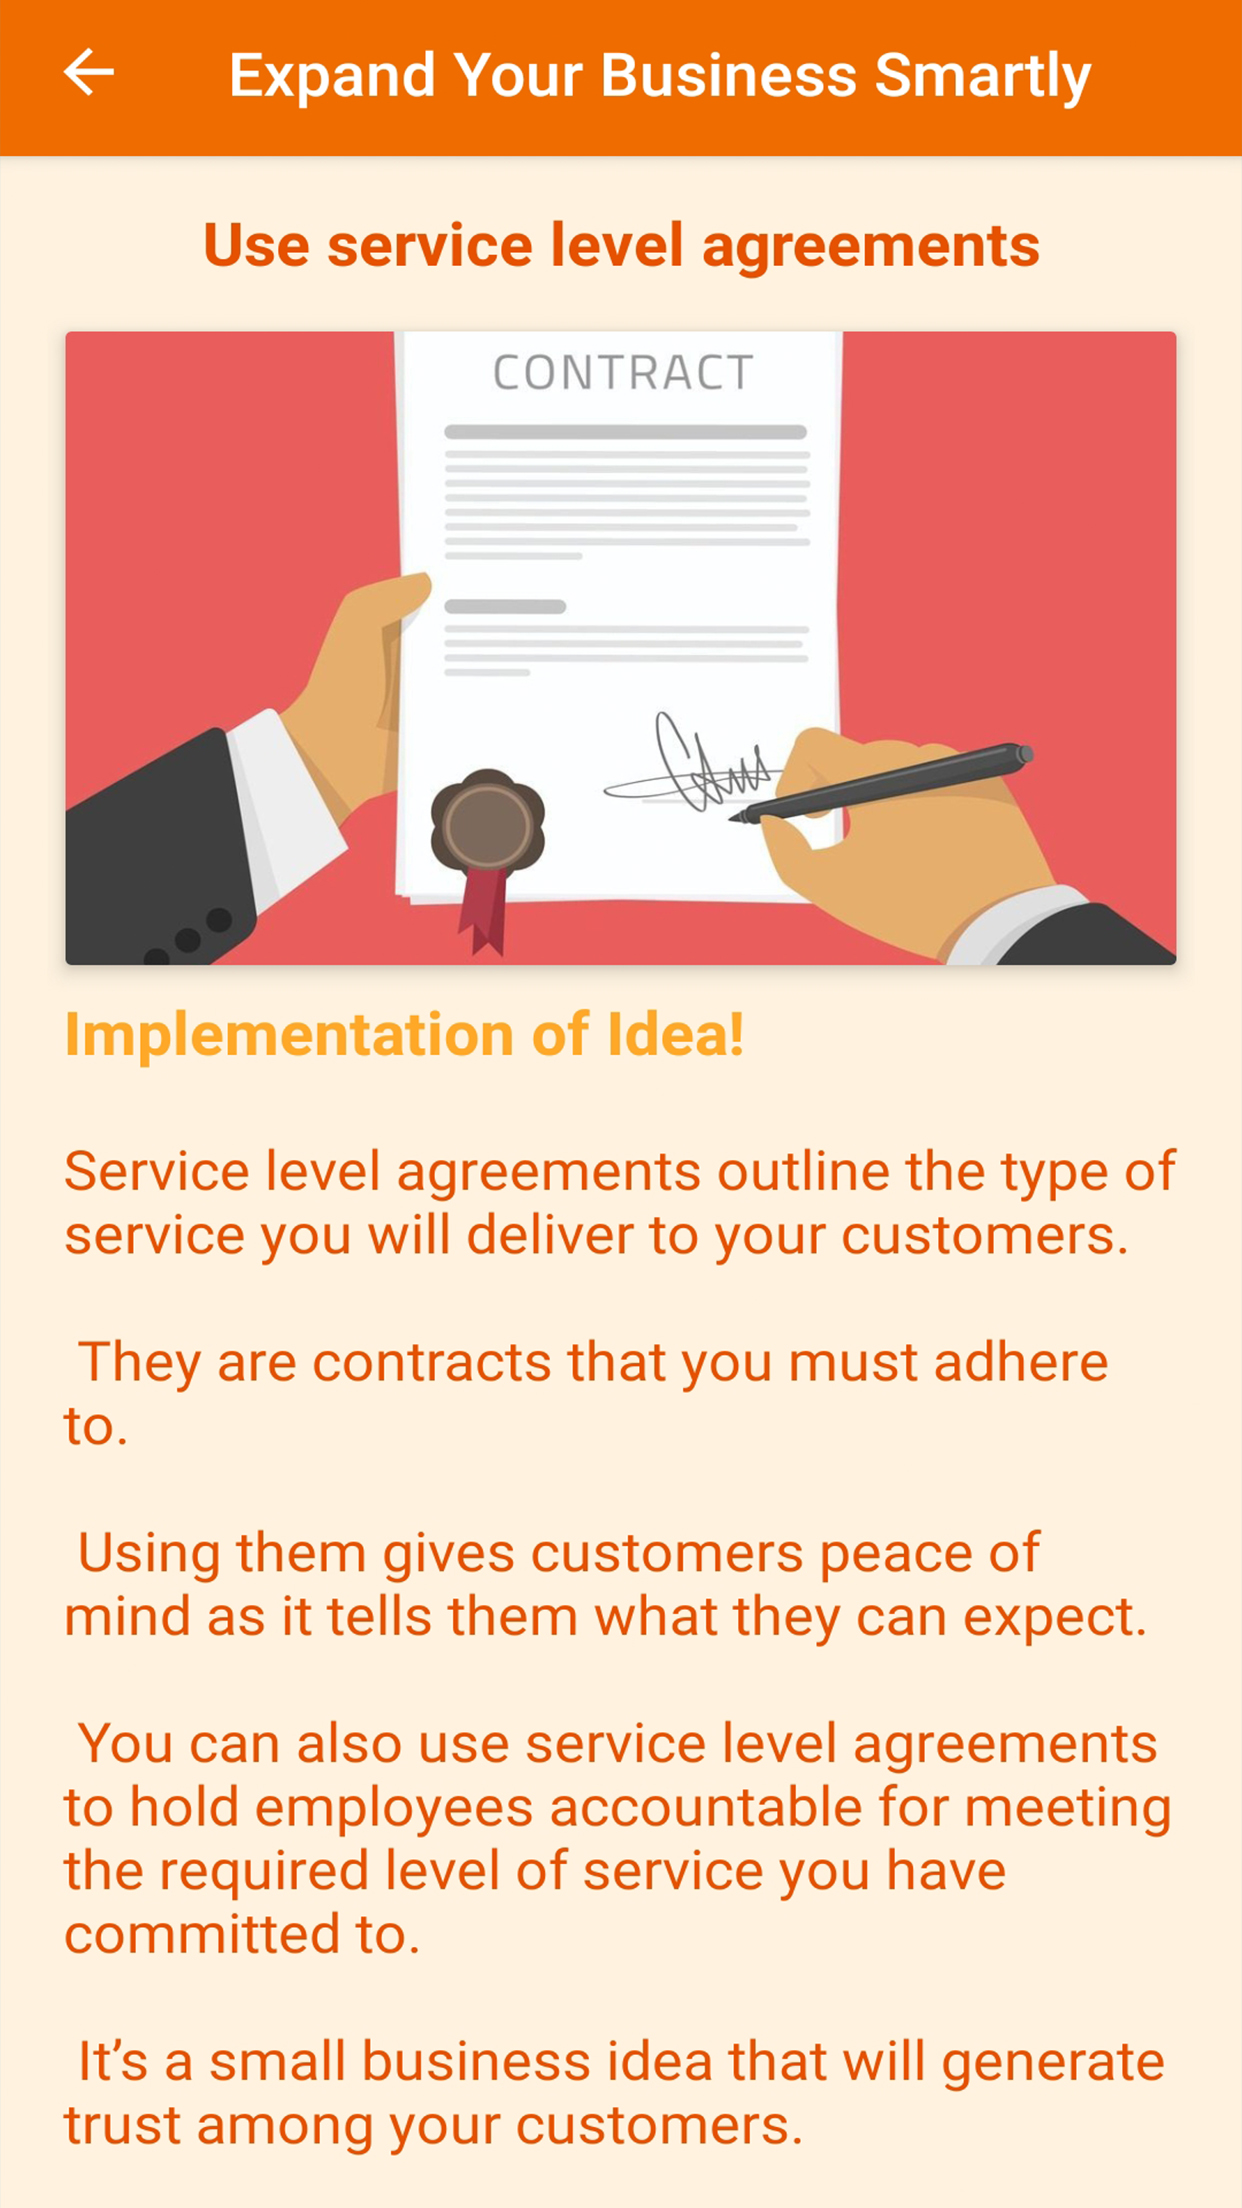 Expand Your Business Smartly
Use service level agreements
CONTRACT
Implementation of Idea!
Service level agreements outline the type of
service you will deliver to your customers.
They are contracts that you must adhere
to.
Using them gives customers peace of
mind as it tells them what they can expect.
You can also use service level agreements
to hold employees accountable for meeting
the required level of service you have
committed to.
It’s a small business idea that will generate
trust among your customers.